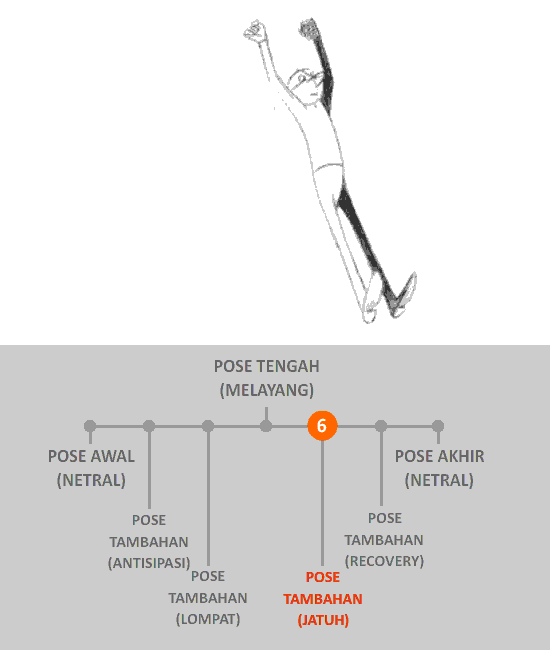 POSE TENGAH
(MELAYANG)
6
POSE AWAL
(NETRAL)
POSE AKHIR
(NETRAL)
POSE
TAMBAHAN
(ANTISIPASI)
POSE
TAMBAHAN
(RECOVERY)
POSE
TAMBAHAN
(LOMPAT)
POSE
TAMBAHAN
(JATUH)